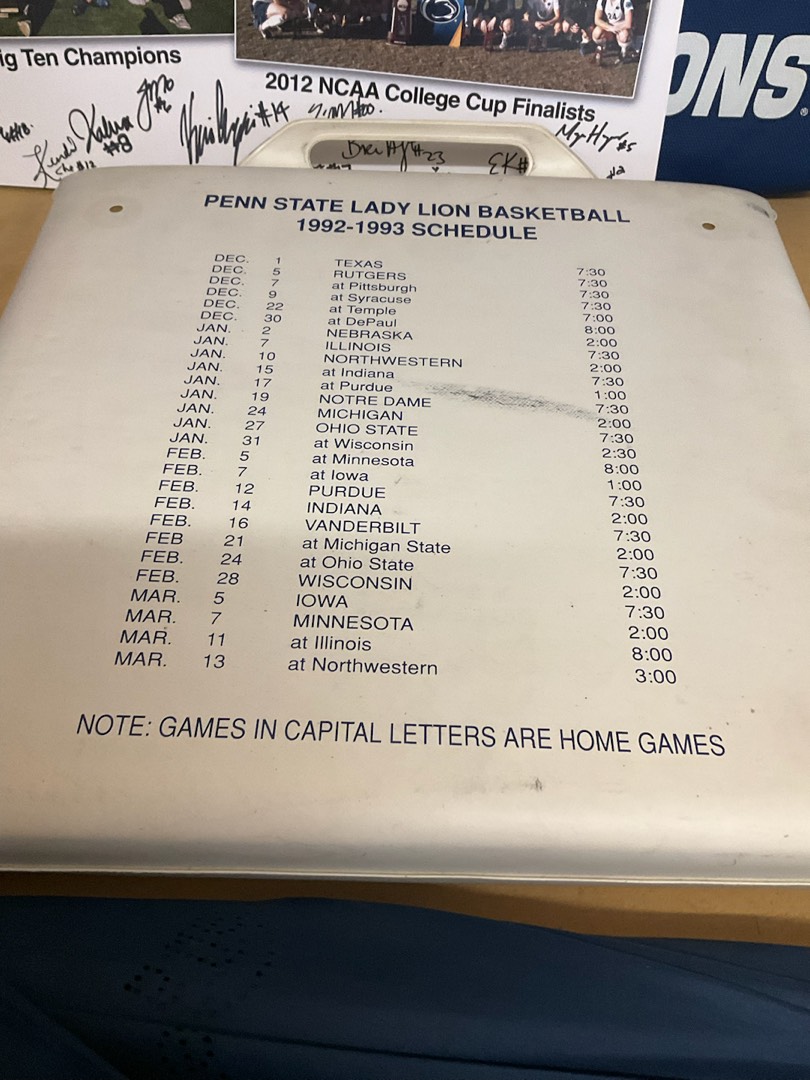 ig Ten Champions
2012 NCAA College Cup Finalists
ONS®
#8
#14
#23
#5
PENN STATE LADY LION BASKETBALL
1992-1993 SCHEDULE
DEC. 1 TEXAS 7:30
DEC. 5 RUTGERS 7:30
DEC. 7 at Pittsburgh 7:30
DEC. 9 at Syracuse 7:30
DEC. 22 at Temple 7:00
DEC. 30 at DePaul 8:00
JAN. 2 NEBRASKA 2:00
JAN. 7 ILLINOIS 7:30
JAN. 10 NORTHWESTERN 2:00
JAN. 15 at Indiana 7:30
JAN. 17 at Purdue 1:00
JAN. 19 NOTRE DAME 7:30
JAN. 24 MICHIGAN 2:00
JAN. 27 OHIO STATE 7:30
JAN. 31 at Wisconsin 2:30
FEB. 5 at Minnesota 8:00
FEB. 7 at Iowa 1:00
FEB. 12 PURDUE 7:30
FEB. 14 INDIANA 2:00
FEB. 16 VANDERBILT 7:30
FEB 21 at Michigan State 2:00
FEB. 24 at Ohio State 7:30
FEB. 28 WISCONSIN 2:00
MAR. 5 IOWA 7:30
MAR. 7 MINNESOTA 2:00
MAR. 11 at Illinois 8:00
MAR. 13 at Northwestern 3:00
NOTE: GAMES IN CAPITAL LETTERS ARE HOME GAMES